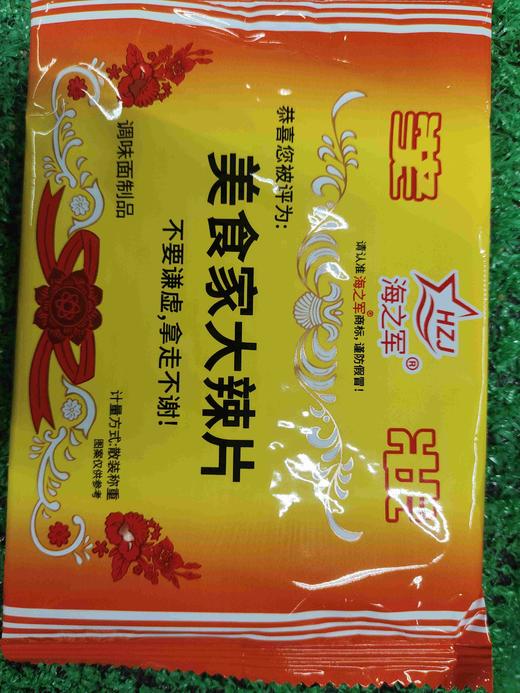 奖
HZJ
海之军®
状
请认准 海之军® 商标,谨防假冒!
恭喜您被评为:
美食家大辣片
不要谦虚,拿走不谢!
调味面制品
计量方式:散装称重
图案仅供参考